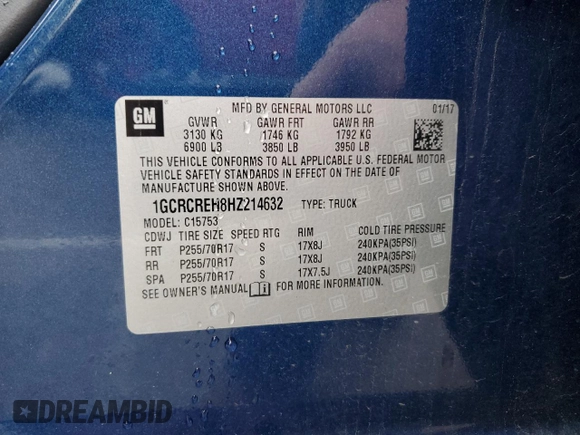 GM
MFD BY GENERAL MOTORS LLC 01/17
GVWR GAWR FRT GAWR RR
3130 KG 1746 KG 1792 KG
6900 LB 3850 LB 3950 LB
THIS VEHICLE CONFORMS TO ALL APPLICABLE U.S. FEDERAL MOTOR
VEHICLE SAFETY STANDARDS IN EFFECT ON THE DATE OF
MANUFACTURE SHOWN ABOVE.
1GCRCREH8HZ214632 TYPE: TRUCK
MODEL: C15753
CDWJ TIRE SIZE SPEED RTG RIM COLD TIRE PRESSURE
FRT P255/70R17 S 17X8J 240KPA(35PSI)
RR P255/70R17 S 17X8J 240KPA(35PSI)
SPA P255/70R17 S 17X7.5J 240KPA(35PSI)
SEE OWNER'S MANUAL FOR MORE INFORMATION.
DREAMBID